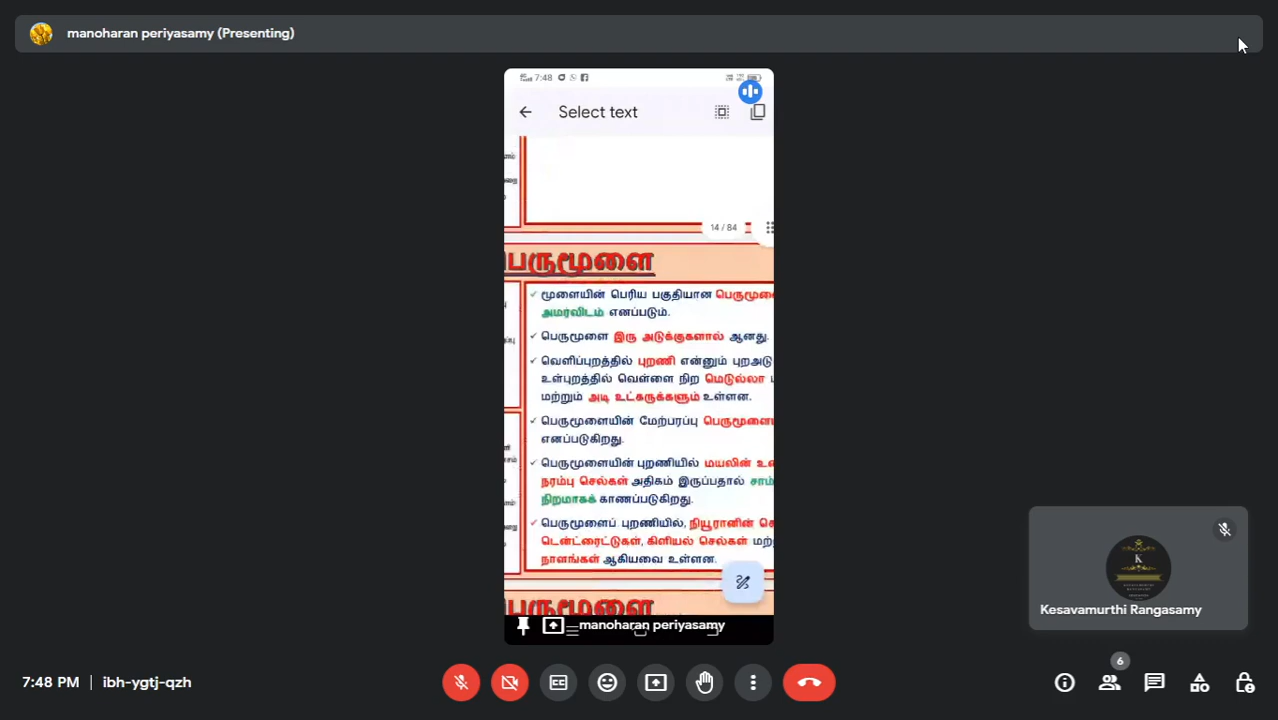 manoharan periyasamy (Presenting)
7:48
Select text
14 / 84
பருமூளை
மூளையின் பெரிய பகுதியான
அமர்விடம் எனப்படும்.
பெருமூளை இரு அடுக்குகளால் ஆனது.
வெளிப்புறத்தில் புறணி என்னும் புறஅடு
உள்புறத்தில் வெள்ளை நிற மெடுல்லா
மற்றும் அடி உட்கருக்களும் உள்ளன.
பெருமூளையின் மேற்பரப்பு
எனப்படுகிறது.
பெருமூளையின் புறணியில் மயலின்
நரம்பு செல்கள் அதிகம் இருப்பதால் சாம்
நிறமாகக் காணப்படுகிறது.
பெருமூளைப் புறணியில், நியூரானின்
டென்ட்ரைட்டுகள், கிளியல் செல்கள் மற்
நாளங்கள் ஆகியவை உள்ளன.
பருமூளை
manoharan periyasamy
K
Kesavamurthi Rangasamy
7:48 PM | ibh-ygtj-qzh
6